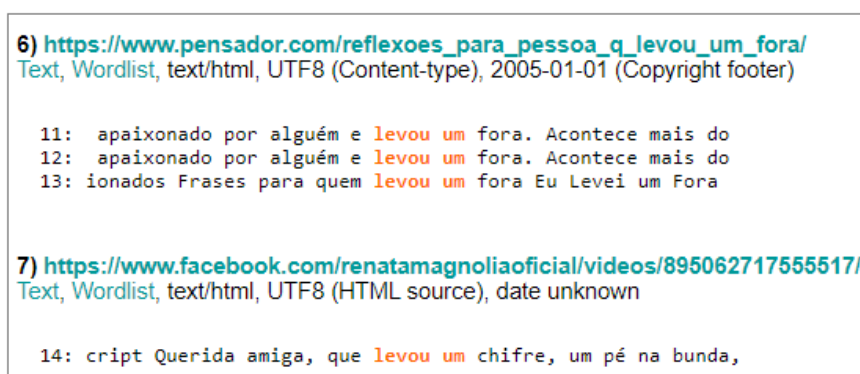 6) https://www.pensador.com/reflexoes_para_pessoa_q_levou_um_fora/
Text, Wordlist, text/html, UTF8 (Content-type), 2005-01-01 (Copyright footer)
11: apaixonado por alguém e levou um fora. Acontece mais do
12: apaixonado por alguém e levou um fora. Acontece mais do
13: ionados Frases para quem levou um fora Eu Levei um Fora
7) https://www.facebook.com/renatamagnoliaoficial/videos/895062717555517/
Text, Wordlist, text/html, UTF8 (HTML source), date unknown
14: cript Querida amiga, que levou um chifre, um pé na bunda,